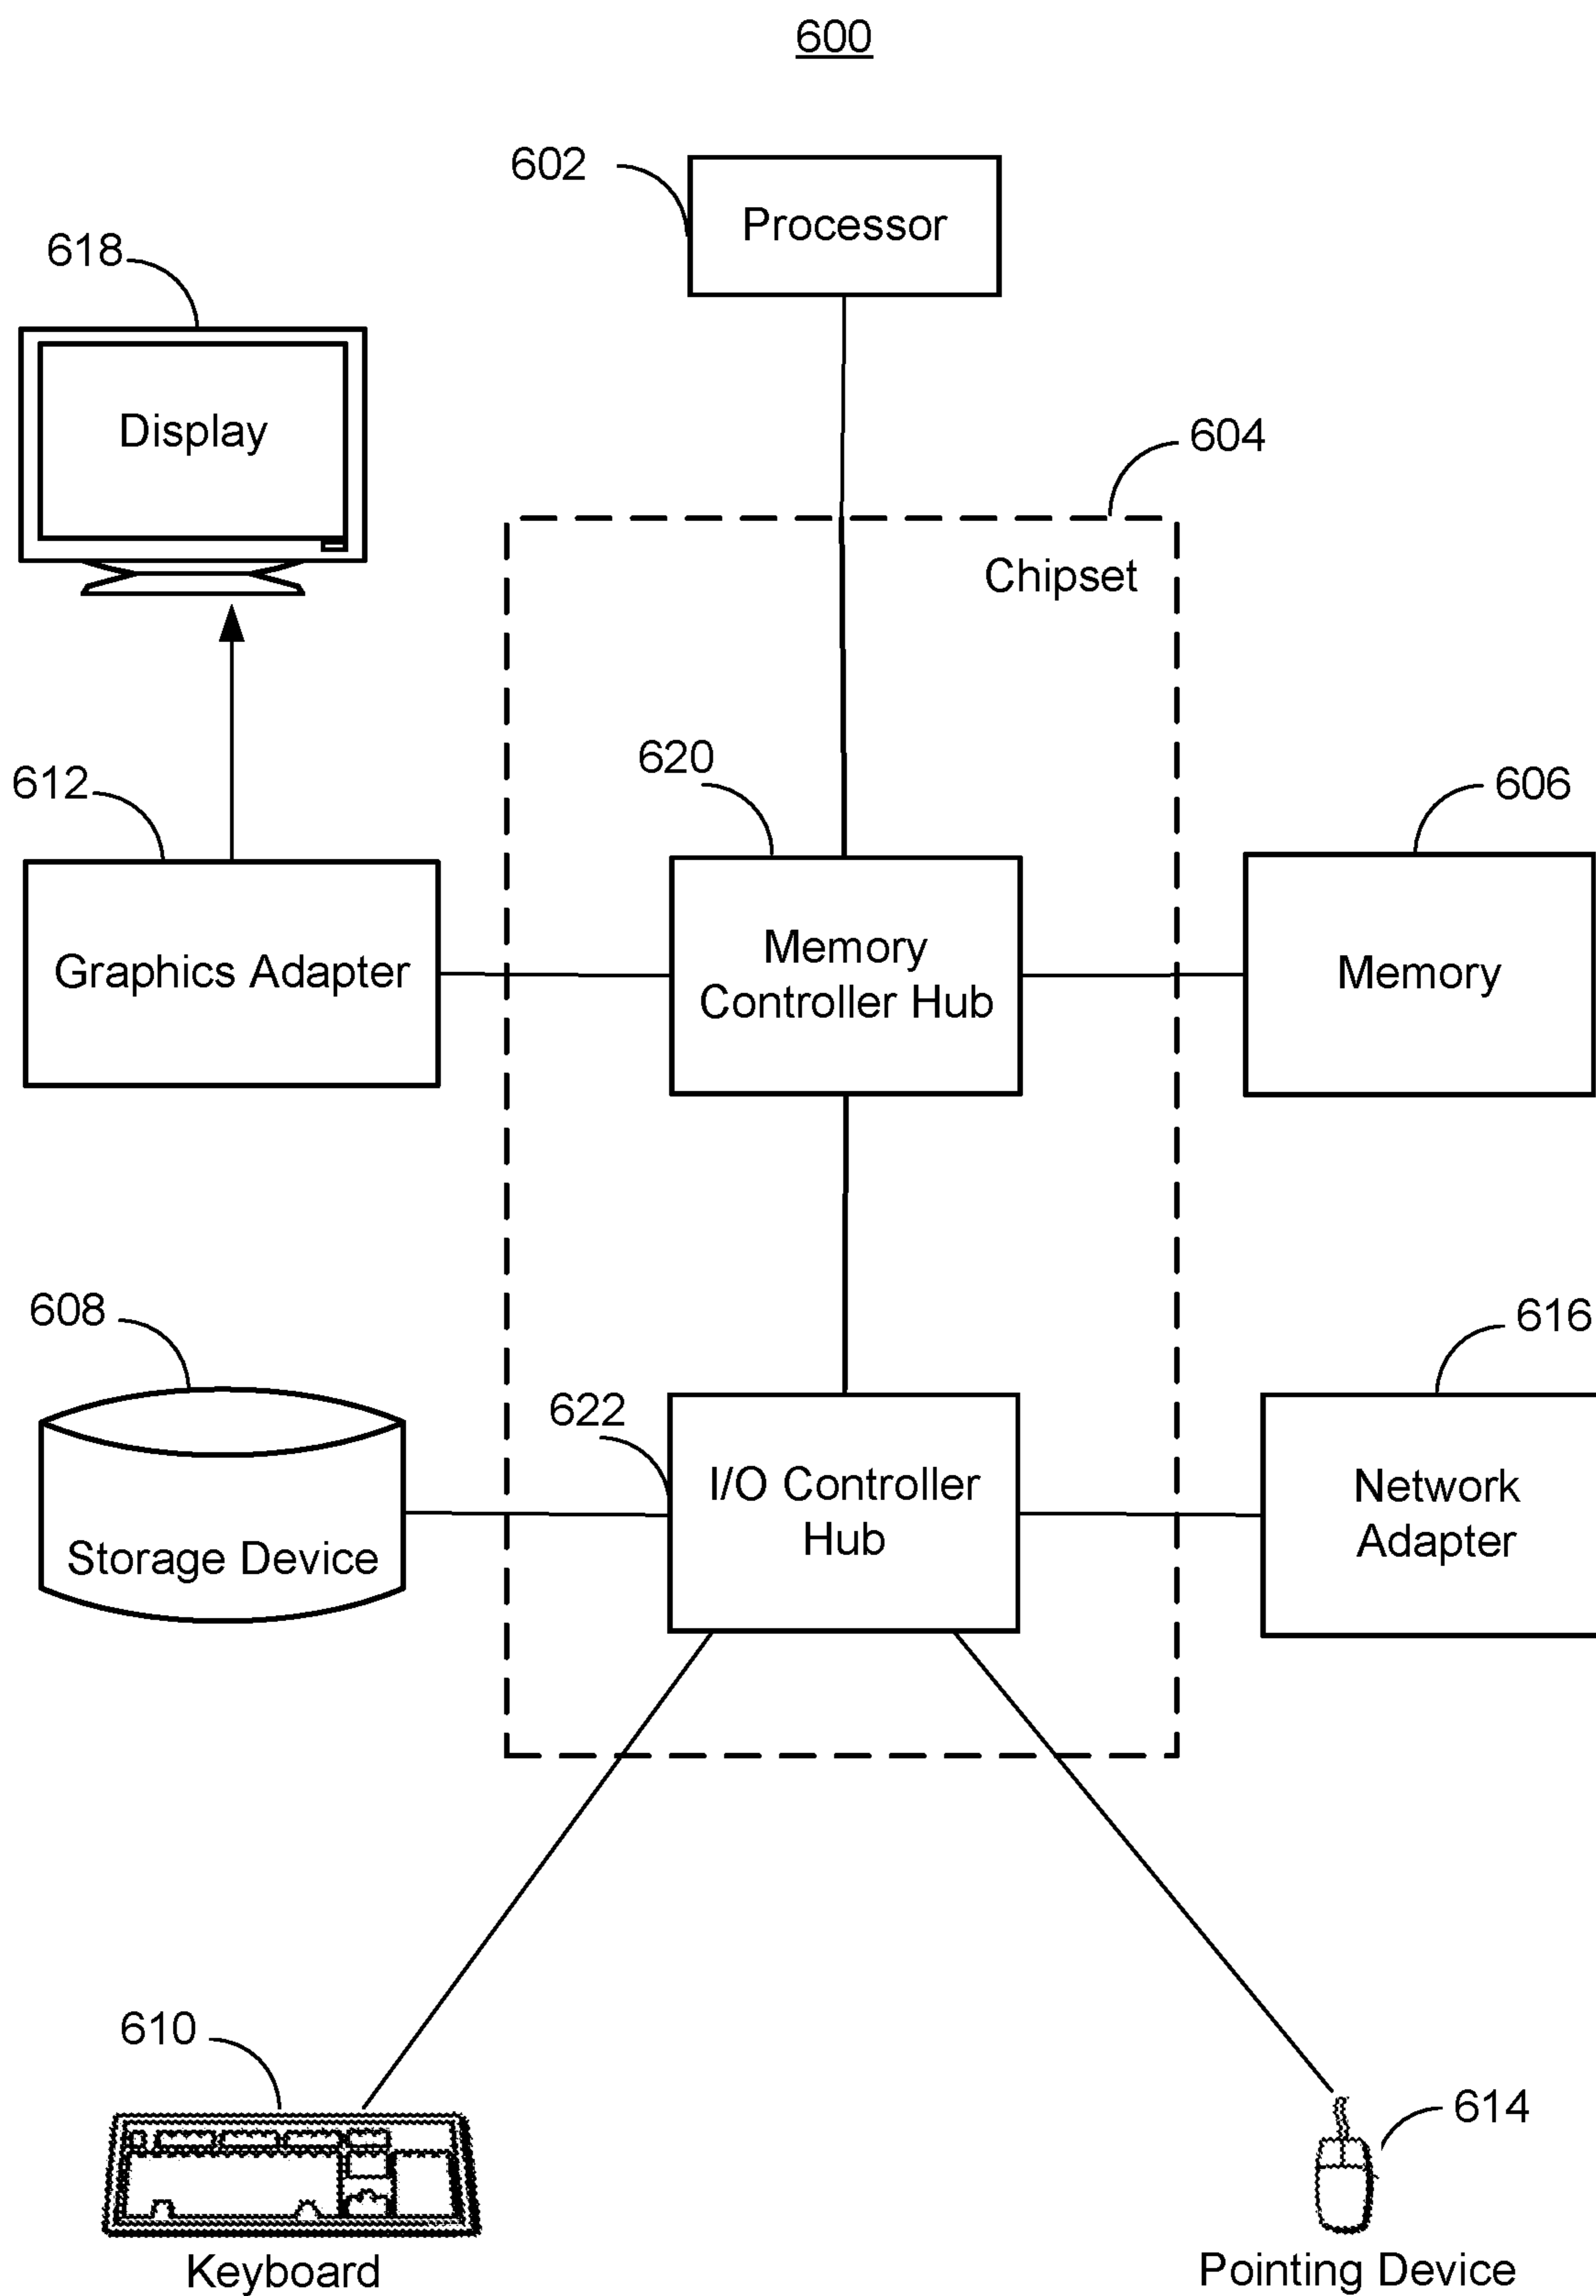 600
602
Processor
618
Display
604
Chipset
620
612
606
Graphics Adapter
Memory
Controller Hub
Memory
608
616
622
Storage Device
I/O Controller
Hub
Network
Adapter
610
614
Keyboard
Pointing Device